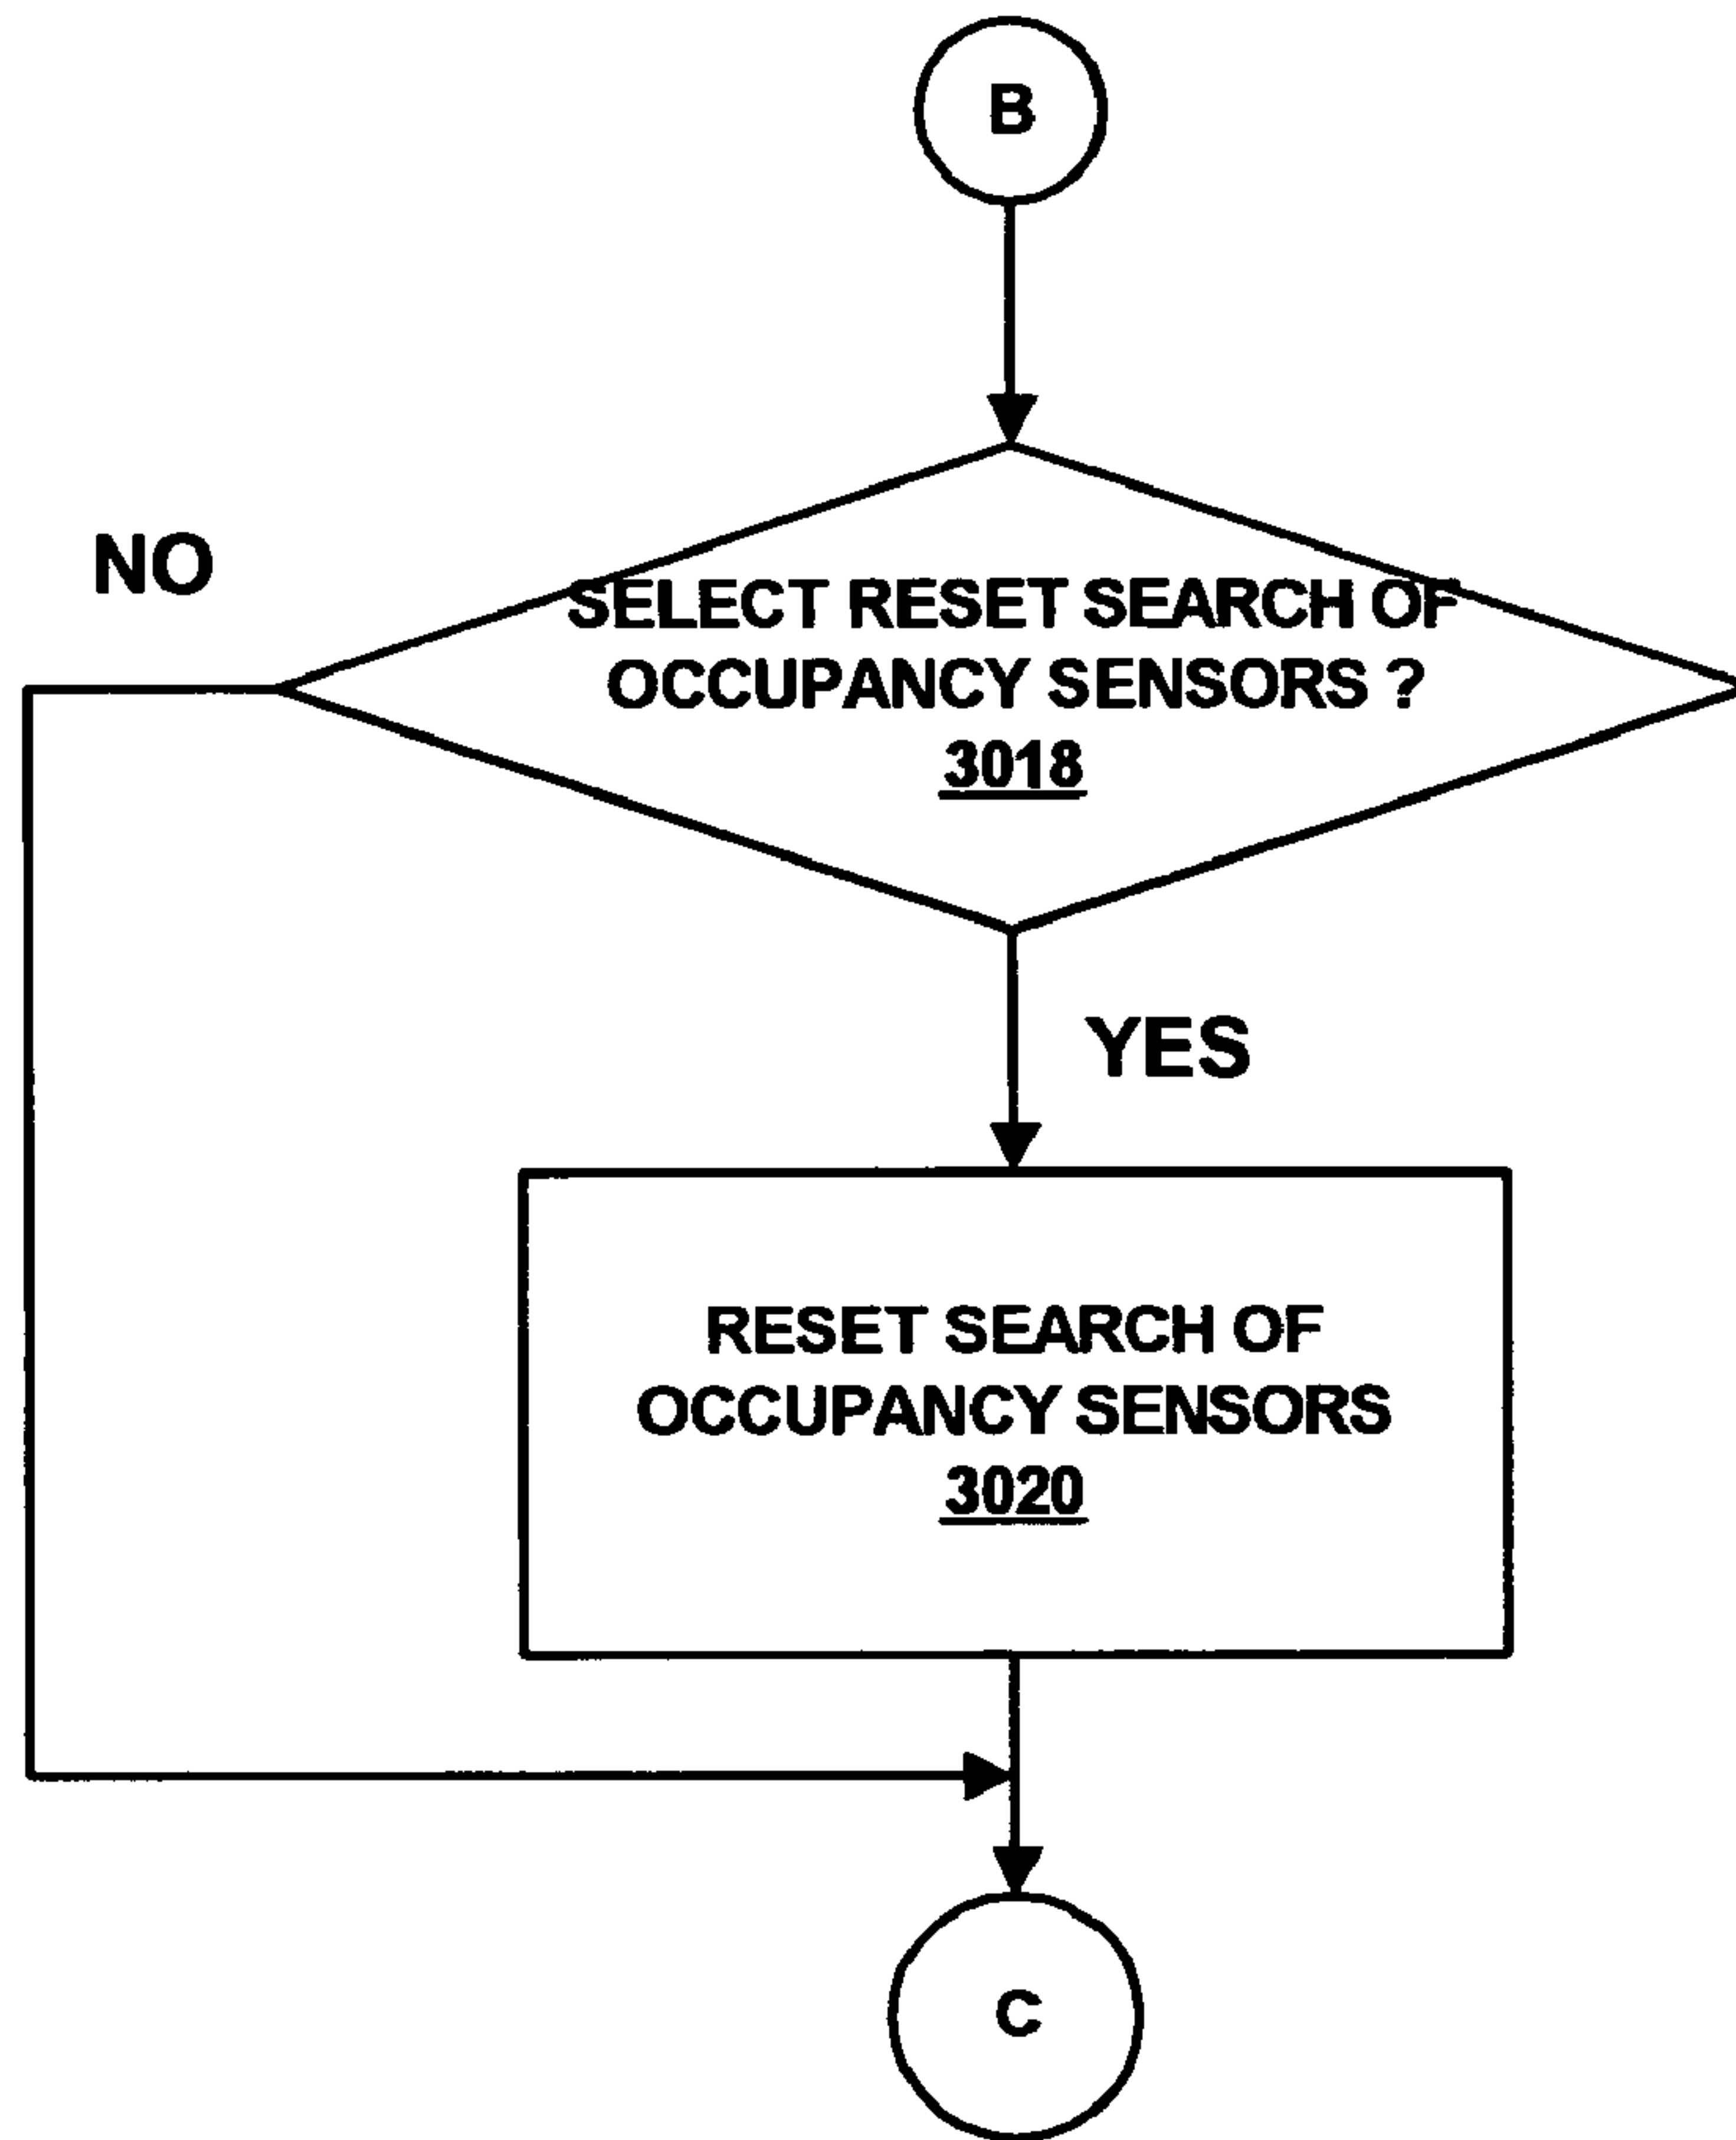 B
NO
SELECT RESET SEARCH OF
OCCUPANCY SENSORS ?
3018
YES
RESET SEARCH OF
OCCUPANCY SENSORS
3020
C